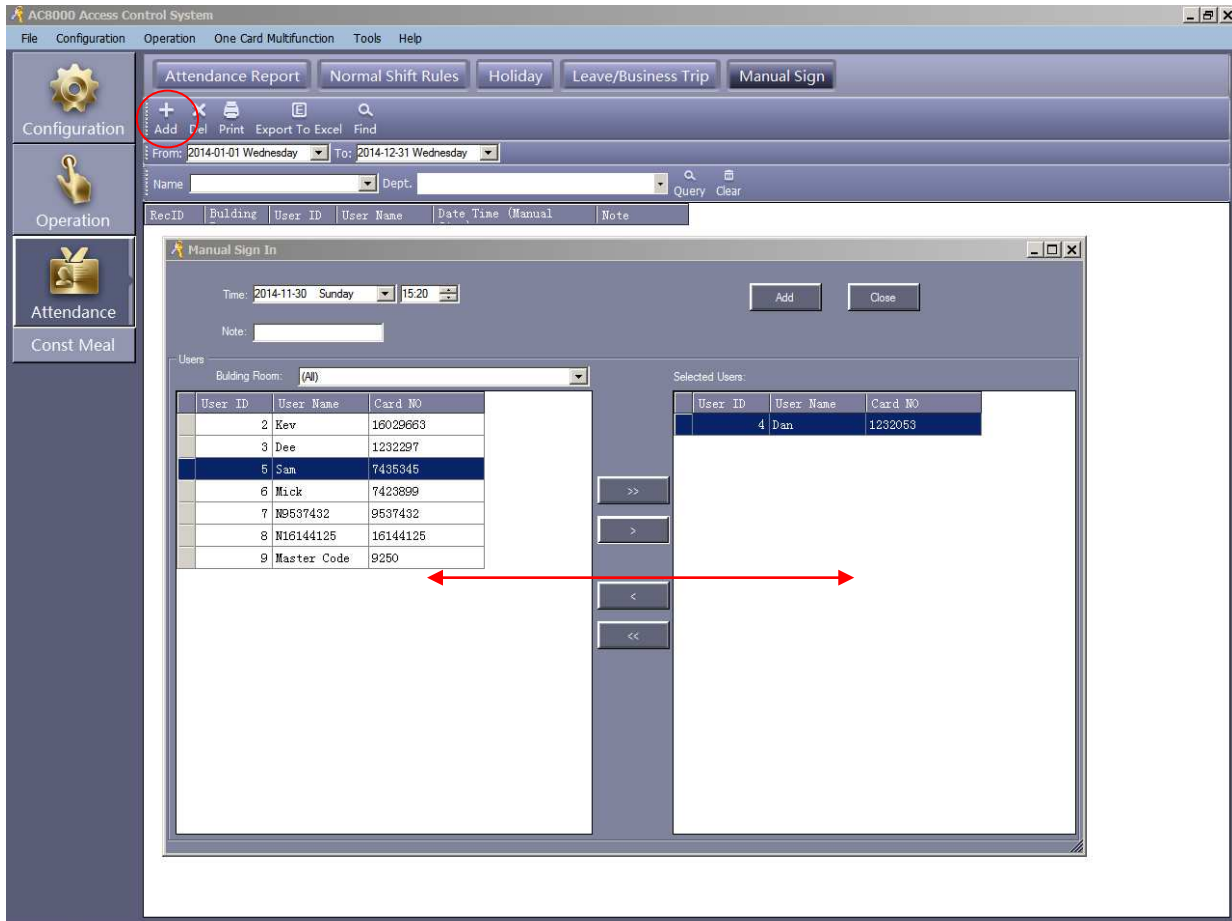 AC8000 Access Control System
File Configuration Operation One Card Multifunction Tools Help
Attendance Report Normal Shift Rules Holiday Leave/Business Trip Manual Sign
Configuration
Operation
Attendance
Const Meal
Add Del Print Export To Excel Find
From: 2014-01-01 Wednesday To: 2014-12-31 Wednesday
Name Dept. Query Clear
RecID Bulding User ID User Name Date Time (Manual Note
Manual Sign In
Time: 2014-11-30 Sunday 15:20 Add Close
Note:
Users
Bulding Room: (All)
User ID User Name Card NO
2 Kev 16029663
3 Dee 1232297
5 Sam 7435345
6 Mick 7423899
7 N9537432 9537432
8 N16144125 16144125
9 Master Code 9250
>>
>
<
<<
Selected Users:
User ID User Name Card NO
4 Dan 1232053